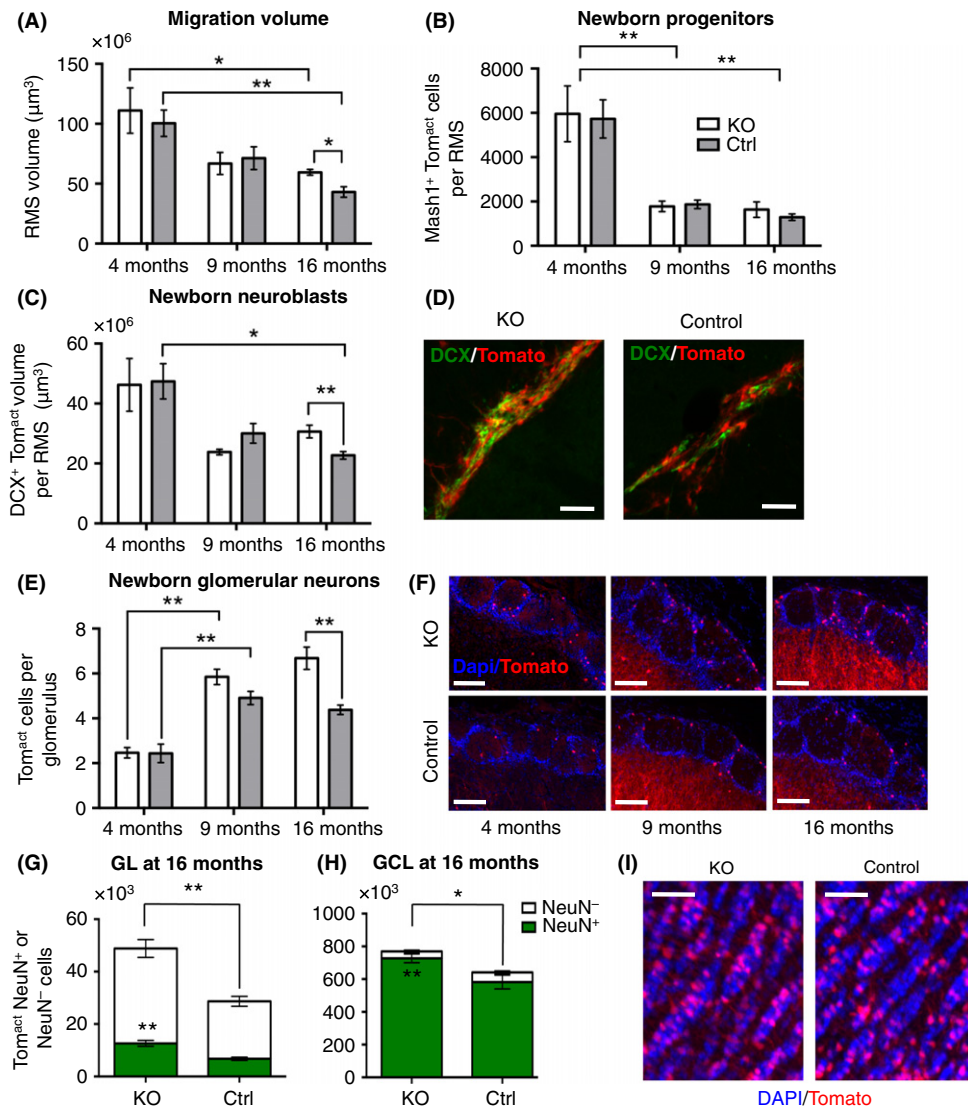 (A) Migration volume
×10⁶
RMS volume (µm³)
150
100
50
0
*
**
*
4 months 9 months 16 months
(B) Newborn progenitors
Mash1⁺ Tomᵃᶜᵗ cells
per RMS
8000
6000
4000
2000
0
**
**
KO
Ctrl
4 months 9 months 16 months
(C) Newborn neuroblasts
×10⁶
DCX⁺ Tomᵃᶜᵗ volume
per RMS (µm³)
60
40
20
0
*
**
4 months 9 months 16 months
(D)
KO Control
DCX/Tomato DCX/Tomato
(E) Newborn glomerular neurons
Tomᵃᶜᵗ cells per
glomerulus
8
6
4
2
0
**
**
**
4 months 9 months 16 months
(F)
KO
Dapi/Tomato
Control
4 months 9 months 16 months
(G) GL at 16 months
×10³
Tomᵃᶜᵗ NeuN⁺ or
NeuN⁻ cells
60
40
20
0
**
**
KO Ctrl
(H) GCL at 16 months
×10³
1000
800
600
400
200
0
*
**
NeuN⁻
NeuN⁺
KO Ctrl
(I)
KO Control
DAPI/Tomato